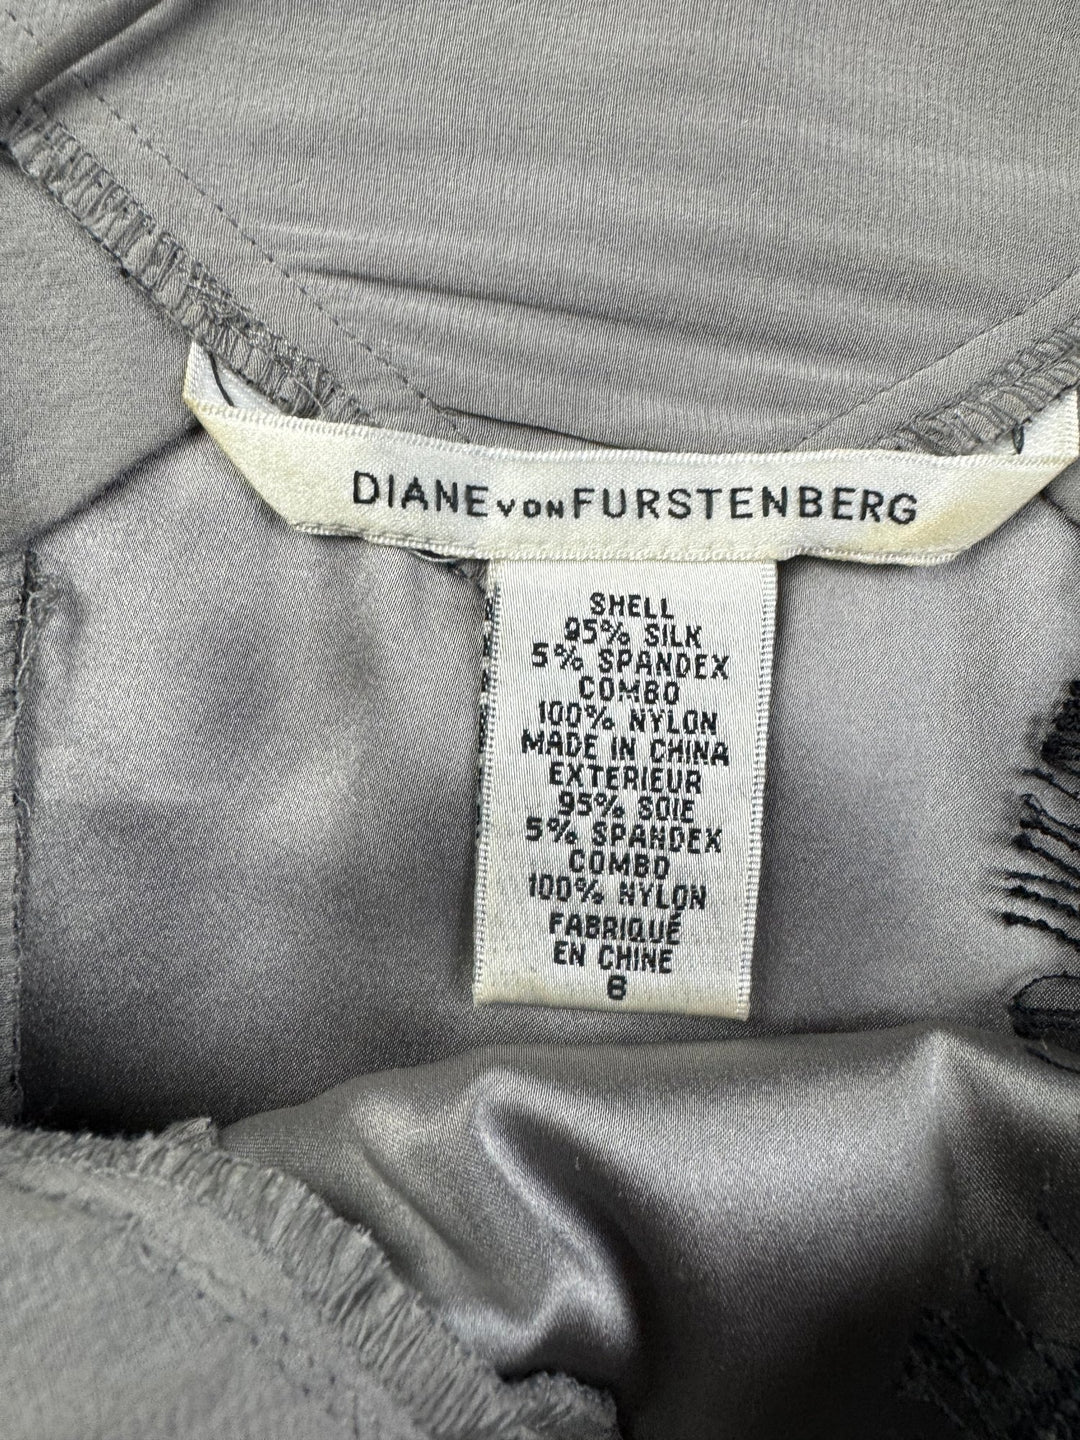 DIANE VON FURSTENBERG
SHELL
95% SILK
5% SPANDEX
COMBO
100% NYLON
MADE IN CHINA
EXTERIEUR
95% SOIE
5% SPANDEX
COMBO
100% NYLON
FABRIQUÉ
EN CHINE
6